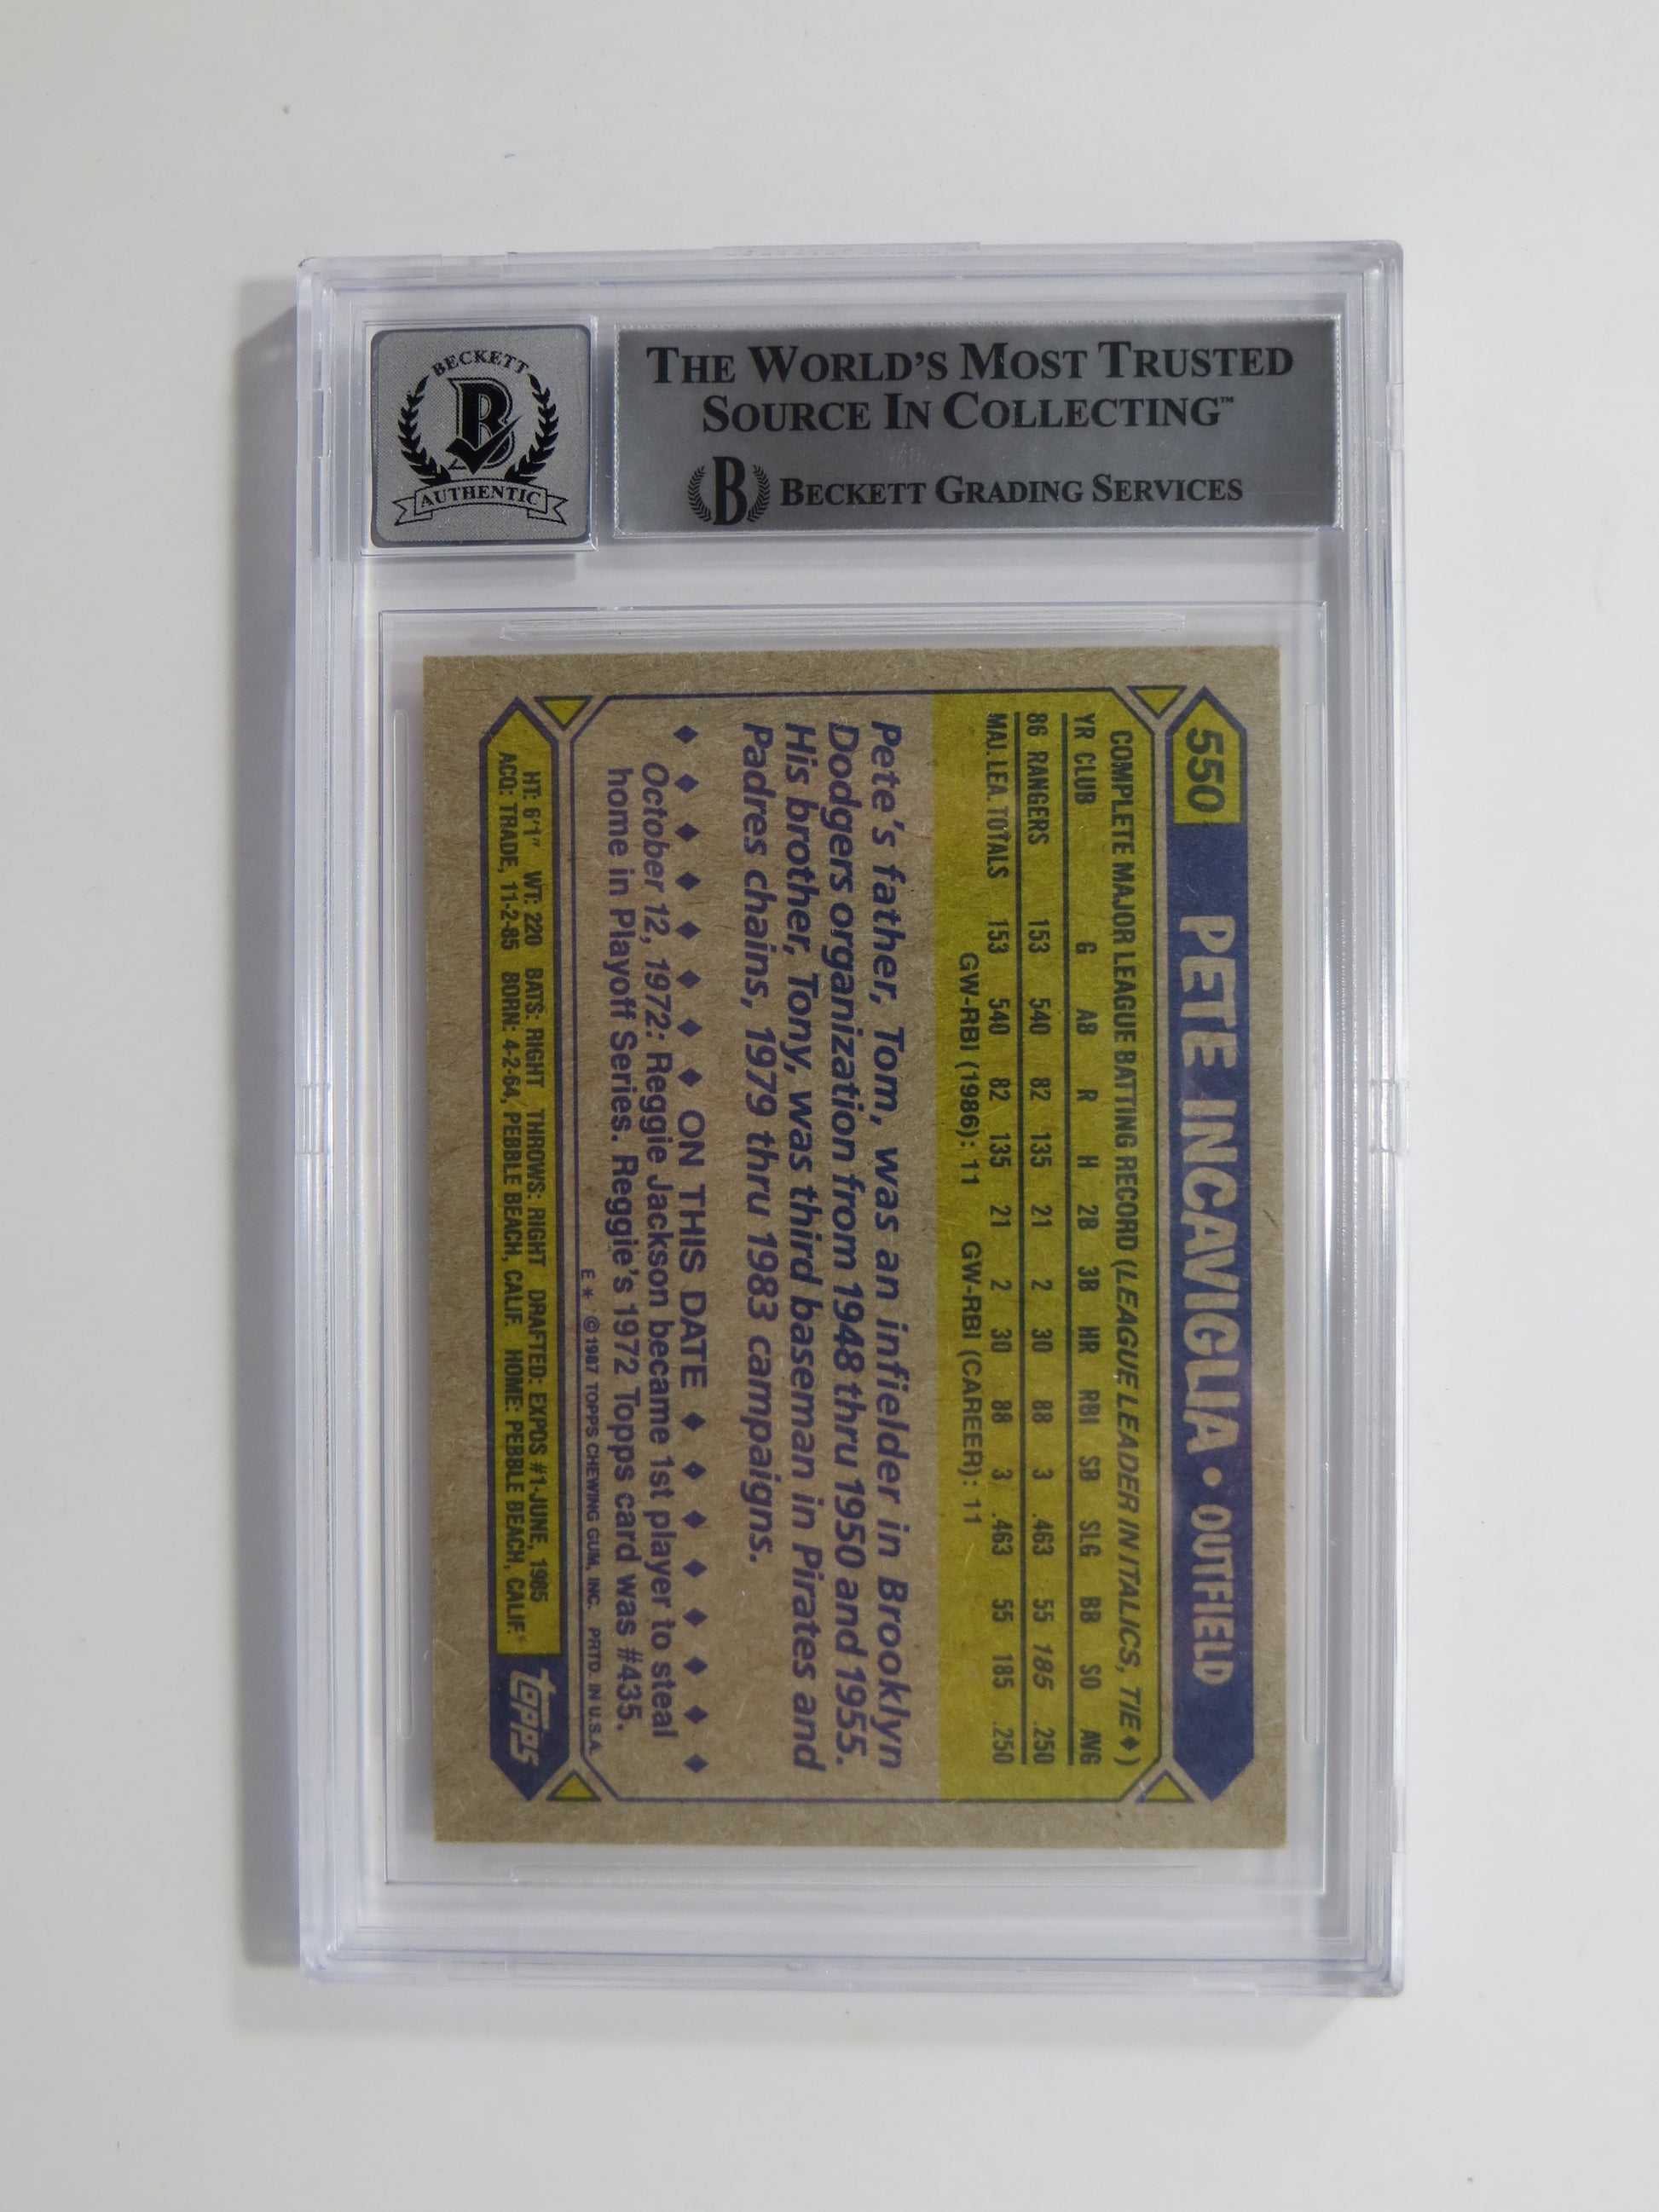 BECKETT
AUTHENTIC
THE WORLD'S MOST TRUSTED
SOURCE IN COLLECTING™
B BECKETT GRADING SERVICES
550 PETE INCAVIGLIA • OUTFIELD
COMPLETE MAJOR LEAGUE BATTING RECORD (LEAGUE LEADER IN ITALICS, TIE♦)
YR CLUB G AB R H 2B 3B HR RBI SB SLG BB SO AVG
86 RANGERS 153 540 82 135 21 2 30 88 3 .463 55 185 .250
MAJ. LEA. TOTALS 153 540 82 135 21 2 30 88 3 .463 55 185 .250
GW-RBI (1986): 11 GW-RBI (CAREER): 11
Pete's father, Tom, was an infielder in Brooklyn
Dodgers organization from 1948 thru 1950 and 1955.
His brother, Tony, was third baseman in Pirates and
Padres chains, 1979 thru 1983 campaigns.
♦ ♦ ♦ ♦ ♦ ♦ ♦ ♦ ON THIS DATE ♦ ♦ ♦ ♦ ♦ ♦ ♦ ♦
October 12, 1972: Reggie Jackson became 1st player to steal
home in Playoff Series. Reggie's 1972 Topps card was #435.
E* ©1987 TOPPS CHEWING GUM, INC. PRTD. IN U.S.A.
HT: 6'1" WT: 220 BATS: RIGHT THROWS: RIGHT DRAFTED: EXPOS #1-JUNE, 1985
ACQ: TRADE, 11-2-85 BORN: 4-2-64, PEBBLE BEACH, CALIF. HOME: PEBBLE BEACH, CALIF.
topps